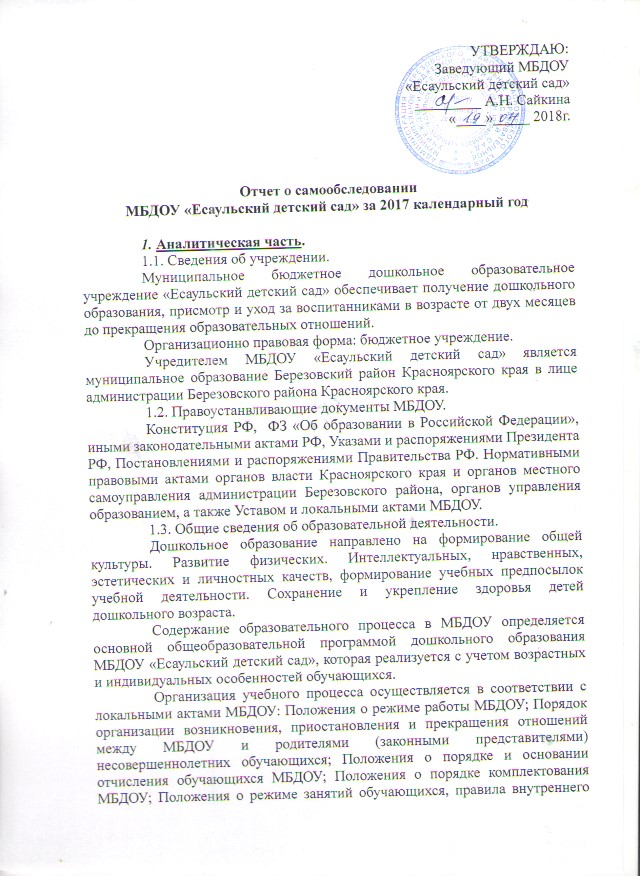 УТВЕРЖДАЮ:
Заведующий МБДОУ
«Есаульский детский сад»
А.Н. Сайкина
« 19 » 04 2018г.
Отчет о самообследовании
МБДОУ «Есаульский детский сад» за 2017 календарный год
1. Аналитическая часть.
1.1. Сведения об учреждении.
Муниципальное бюджетное дошкольное образовательное
учреждение «Есаульский детский сад» обеспечивает получение дошкольного
образования, присмотр и уход за воспитанниками в возрасте от двух месяцев
до прекращения образовательных отношений.
Организационно правовая форма: бюджетное учреждение.
Учредителем МБДОУ «Есаульский детский сад» является
муниципальное образование Березовский район Красноярского края в лице
администрации Березовского района Красноярского края.
1.2. Правоустанвливающие документы МБДОУ.
Конституция РФ, ФЗ «Об образовании в Российской Федерации»,
иными законодательными актами РФ, Указами и распоряжениями Президента
РФ, Постановлениями и распоряжениями Правительства РФ. Нормативными
правовыми актами органов власти Красноярского края и органов местного
самоуправления администрации Березовского района, органов управления
образованием, а также Уставом и локальными актами МБДОУ.
1.3. Общие сведения об образовательной деятельности.
Дошкольное образование направлено на формирование общей
культуры. Развитие физических. Интеллектуальных, нравственных,
эстетических и личностных качеств, формирование учебных предпосылок
учебной деятельности. Сохранение и укрепление здоровья детей
дошкольного возраста.
Содержание образовательного процесса в МБДОУ определяется
основной общеобразовательной программой дошкольного образования
МБДОУ «Есаульский детский сад», которая реализуется с учетом возрастных
и индивидуальных особенностей обучающихся.
Организация учебного процесса осуществляется в соответствии с
локальными актами МБДОУ: Положения о режиме работы МБДОУ; Порядок
организации возникновения, приостановления и прекращения отношений
между МБДОУ и родителями (законными представителями)
несовершеннолетних обучающихся; Положения о порядке и основании
отчисления обучающихся МБДОУ; Положения о порядке комплектования
МБДОУ; Положения о режиме занятий обучающихся, правила внутреннего